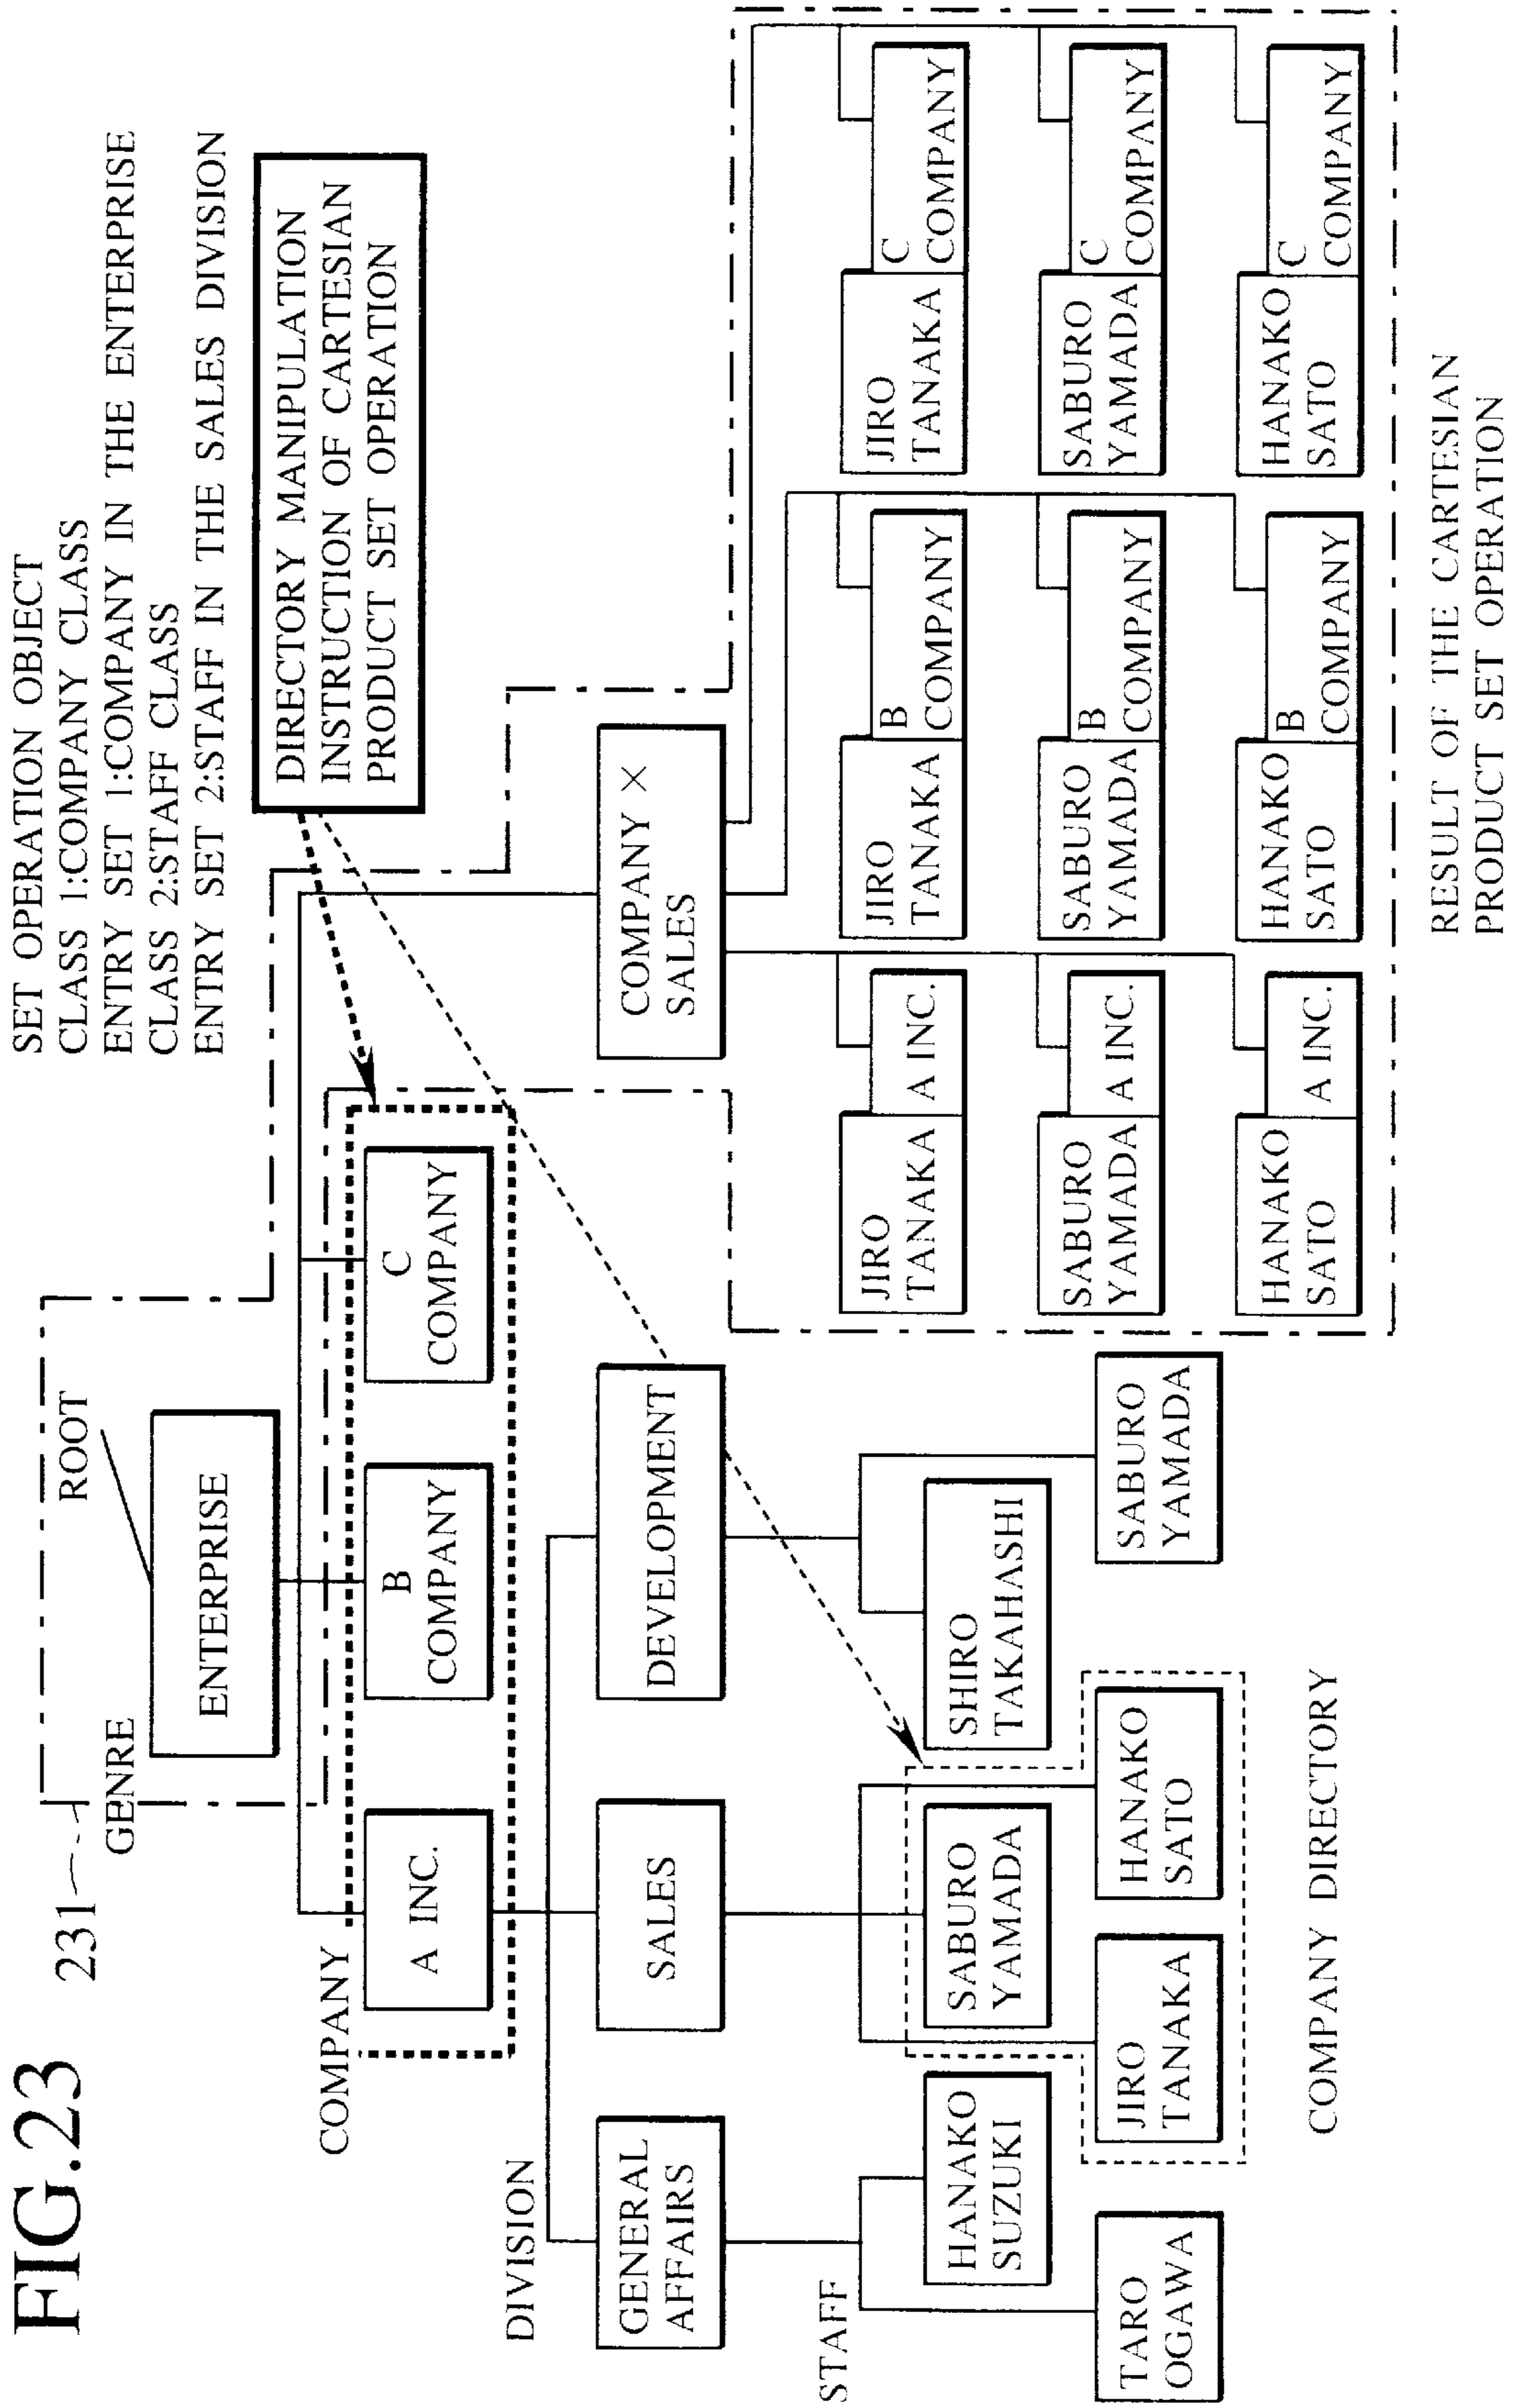 FIG.23
231
SET OPERATION OBJECT
CLASS 1:COMPANY CLASS
ENTRY SET 1:COMPANY IN THE ENTERPRISE
CLASS 2:STAFF CLASS
ENTRY SET 2:STAFF IN THE SALES DIVISION
DIRECTORY MANIPULATION
INSTRUCTION OF CARTESIAN
PRODUCT SET OPERATION
GENRE
ROOT
ENTERPRISE
COMPANY
A INC.
B
COMPANY
C
COMPANY
DIVISION
GENERAL
AFFAIRS
SALES
DEVELOPMENT
COMPANY ×
SALES
STAFF
TARO
OGAWA
HANAKO
SUZUKI
JIRO
TANAKA
SABURO
YAMADA
HANAKO
SATO
SHIRO
TAKAHASHI
SABURO
YAMADA
JIRO
TANAKA
A INC.
JIRO
TANAKA
B
COMPANY
JIRO
TANAKA
C
COMPANY
SABURO
YAMADA
A INC.
SABURO
YAMADA
B
COMPANY
SABURO
YAMADA
C
COMPANY
HANAKO
SATO
A INC.
HANAKO
SATO
B
COMPANY
HANAKO
SATO
C
COMPANY
COMPANY DIRECTORY
RESULT OF THE CARTESIAN
PRODUCT SET OPERATION